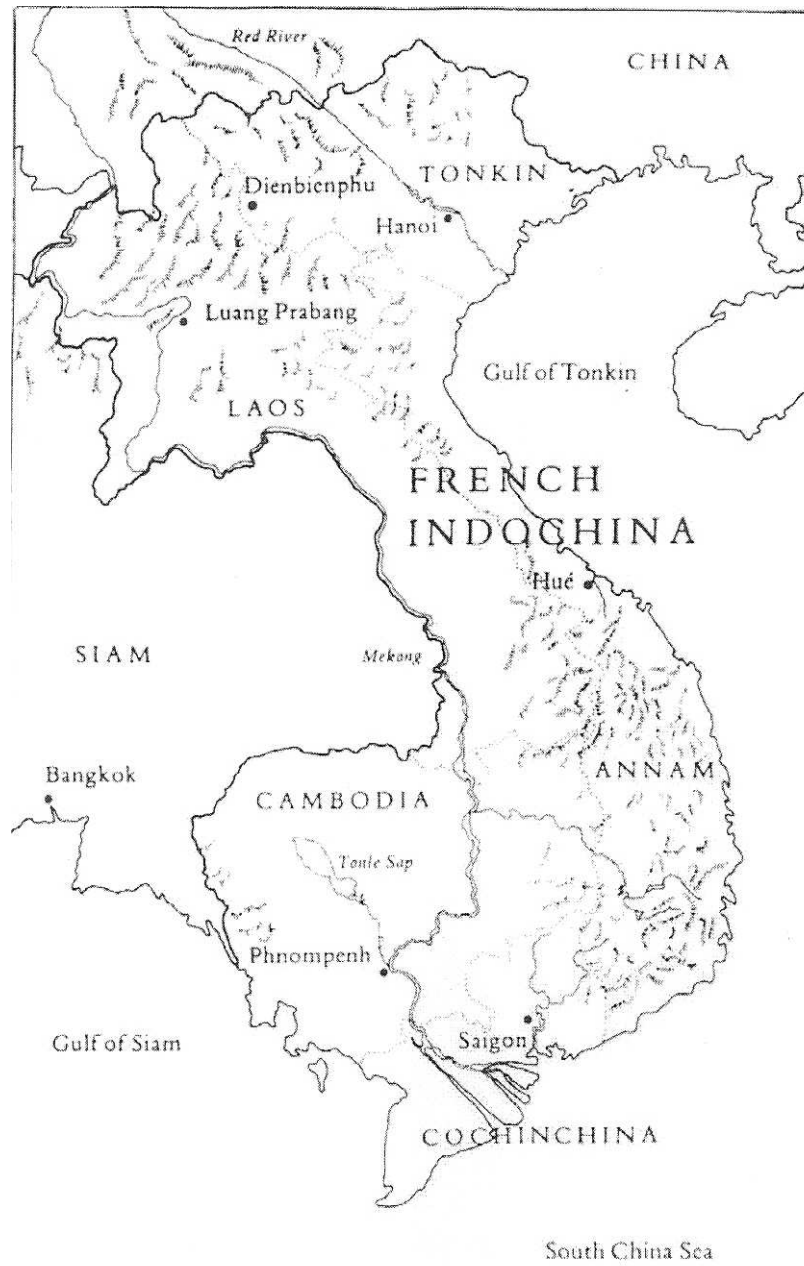 Red River
CHINA
TONKIN
Dienbienphu
Hanoi
Luang Prabang
Gulf of Tonkin
LAOS
FRENCH
INDOCHINA
Hué
SIAM
Mekong
ANNAM
Bangkok
CAMBODIA
Tonle Sap
Phnompenh
Saigon
Gulf of Siam
COCHINCHINA
South China Sea